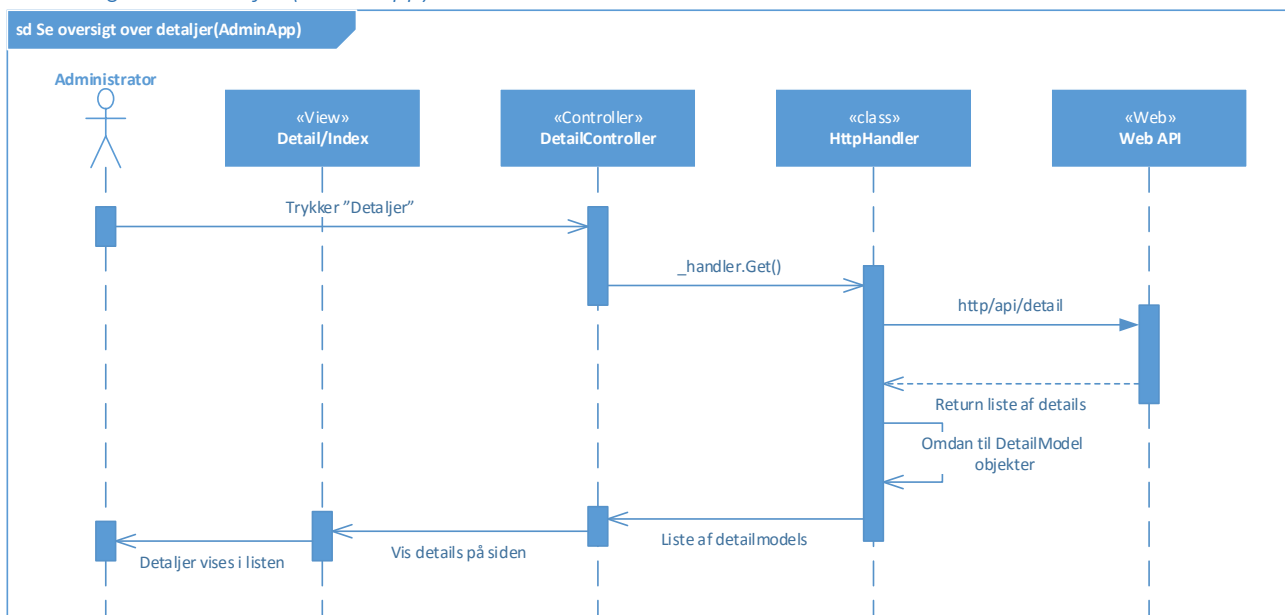 sd Se oversigt over detaljer(AdminApp)
Administrator
«View»
Detail/Index
«Controller»
DetailController
«class»
HttpHandler
«Web»
Web API
Trykker ”Detaljer”
_handler.Get()
http/api/detail
Return liste af details
Omdan til DetailModel
objekter
Liste af detailmodels
Vis details på siden
Detaljer vises i listen